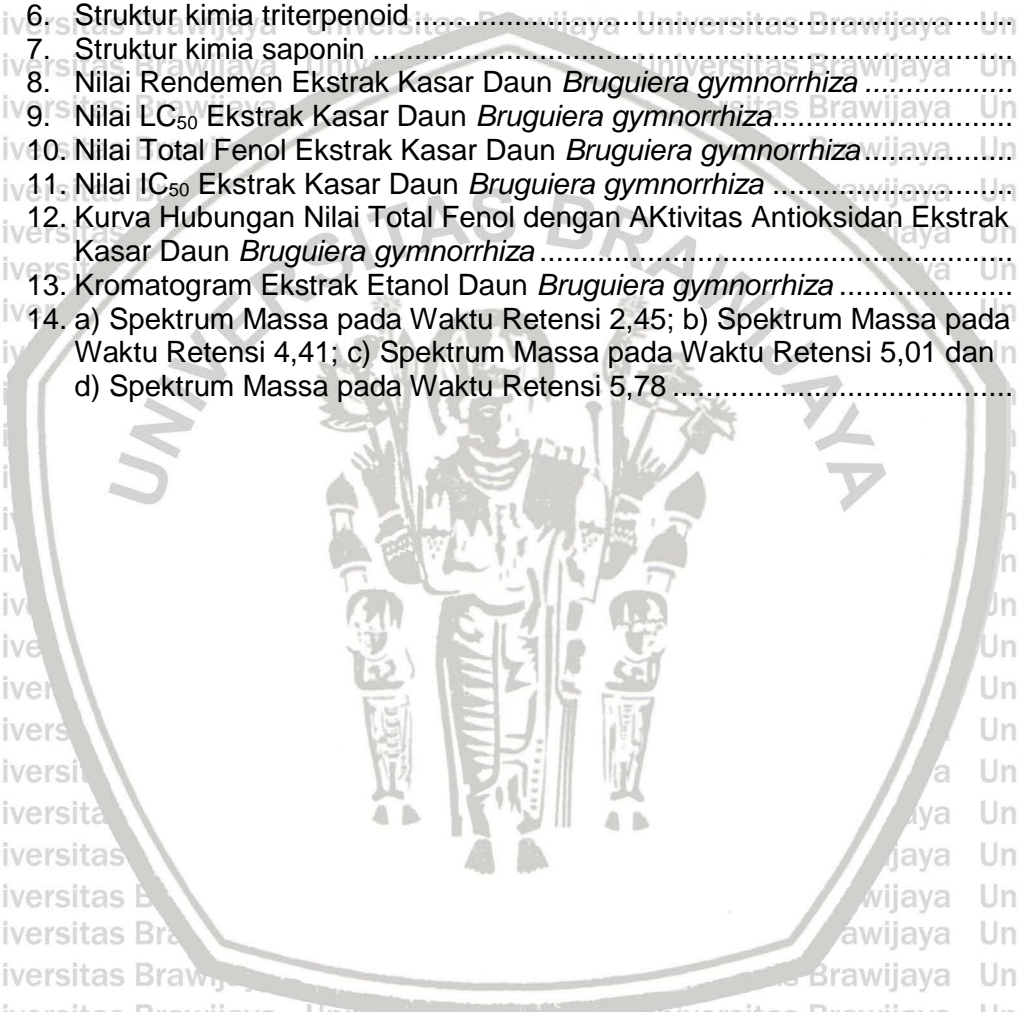 6. Struktur kimia triterpenoid ..........................................................................
7. Struktur kimia saponin ...............................................................................
8. Nilai Rendemen Ekstrak Kasar Daun Bruguiera gymnorrhiza ..................
9. Nilai LC50 Ekstrak Kasar Daun Bruguiera gymnorrhiza.............................
10. Nilai Total Fenol Ekstrak Kasar Daun Bruguiera gymnorrhiza..................
11. Nilai IC50 Ekstrak Kasar Daun Bruguiera gymnorrhiza .............................
12. Kurva Hubungan Nilai Total Fenol dengan AKtivitas Antioksidan Ekstrak
Kasar Daun Bruguiera gymnorrhiza ..........................................................
13. Kromatogram Ekstrak Etanol Daun Bruguiera gymnorrhiza .....................
14. a) Spektrum Massa pada Waktu Retensi 2,45; b) Spektrum Massa pada
Waktu Retensi 4,41; c) Spektrum Massa pada Waktu Retensi 5,01 dan
d) Spektrum Massa pada Waktu Retensi 5,78 ..........................................
UNIVERSITAS BRAWIJAYA